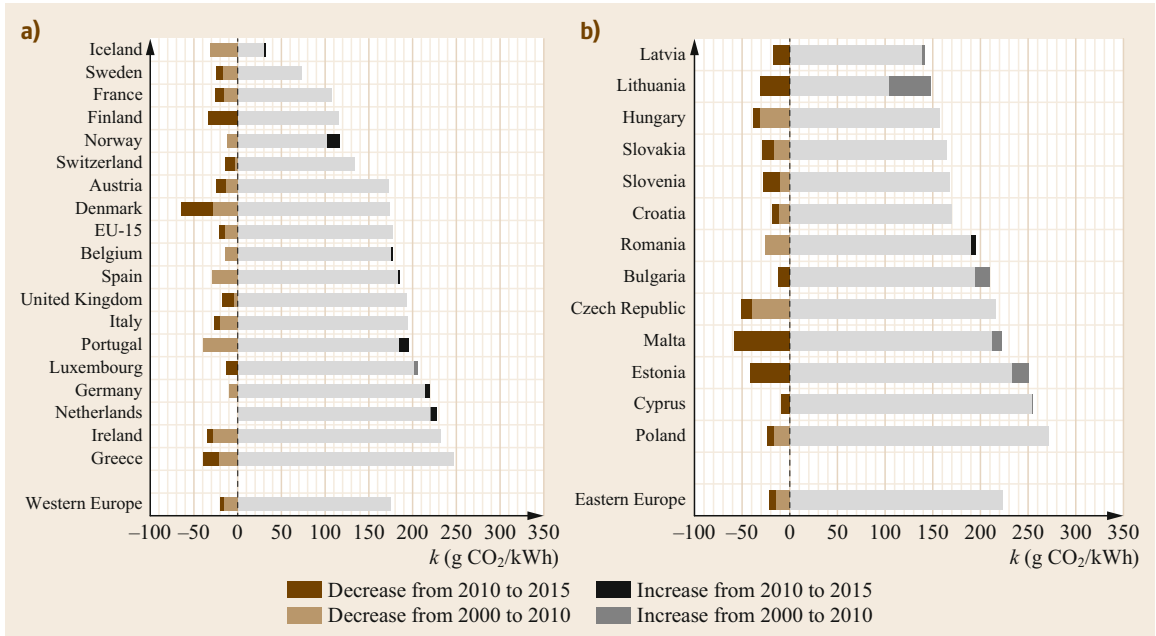 a)
Iceland
Sweden
France
Finland
Norway
Switzerland
Austria
Denmark
EU-15
Belgium
Spain
United Kingdom
Italy
Portugal
Luxembourg
Germany
Netherlands
Ireland
Greece
Western Europe
–100 –50 0 50 100 150 200 250 300 350
k (g CO₂/kWh)
b)
Latvia
Lithuania
Hungary
Slovakia
Slovenia
Croatia
Romania
Bulgaria
Czech Republic
Malta
Estonia
Cyprus
Poland
Eastern Europe
–100 –50 0 50 100 150 200 250 300 350
k (g CO₂/kWh)
Decrease from 2010 to 2015
Decrease from 2000 to 2010
Increase from 2010 to 2015
Increase from 2000 to 2010